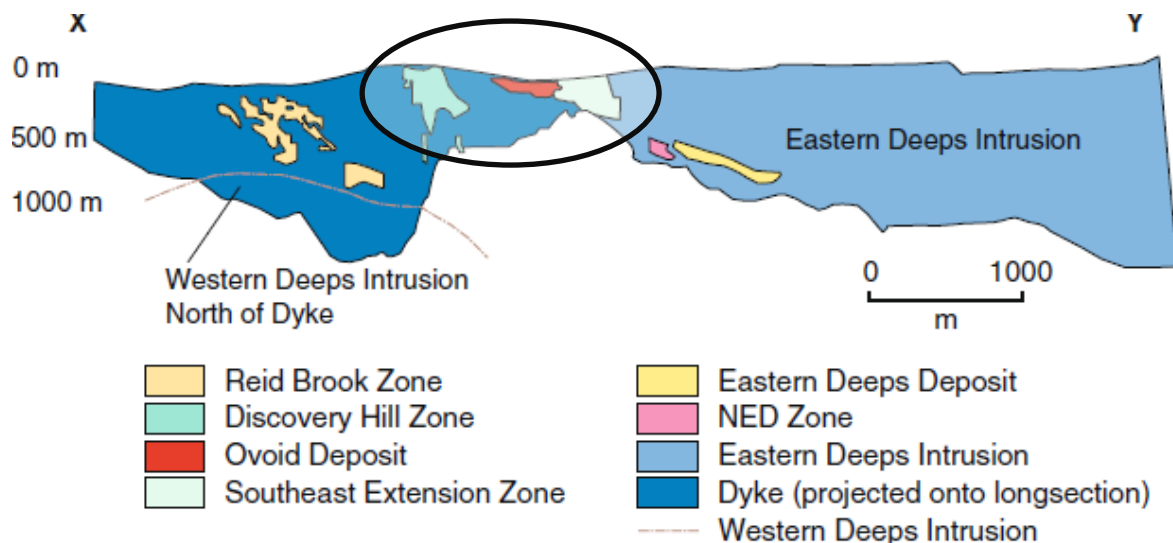 X
Y
0 m
500 m
1000 m
Eastern Deeps Intrusion
Western Deeps Intrusion
North of Dyke
0
1000
m
Reid Brook Zone
Discovery Hill Zone
Ovoid Deposit
Southeast Extension Zone
Eastern Deeps Deposit
NED Zone
Eastern Deeps Intrusion
Dyke (projected onto longsection)
Western Deeps Intrusion